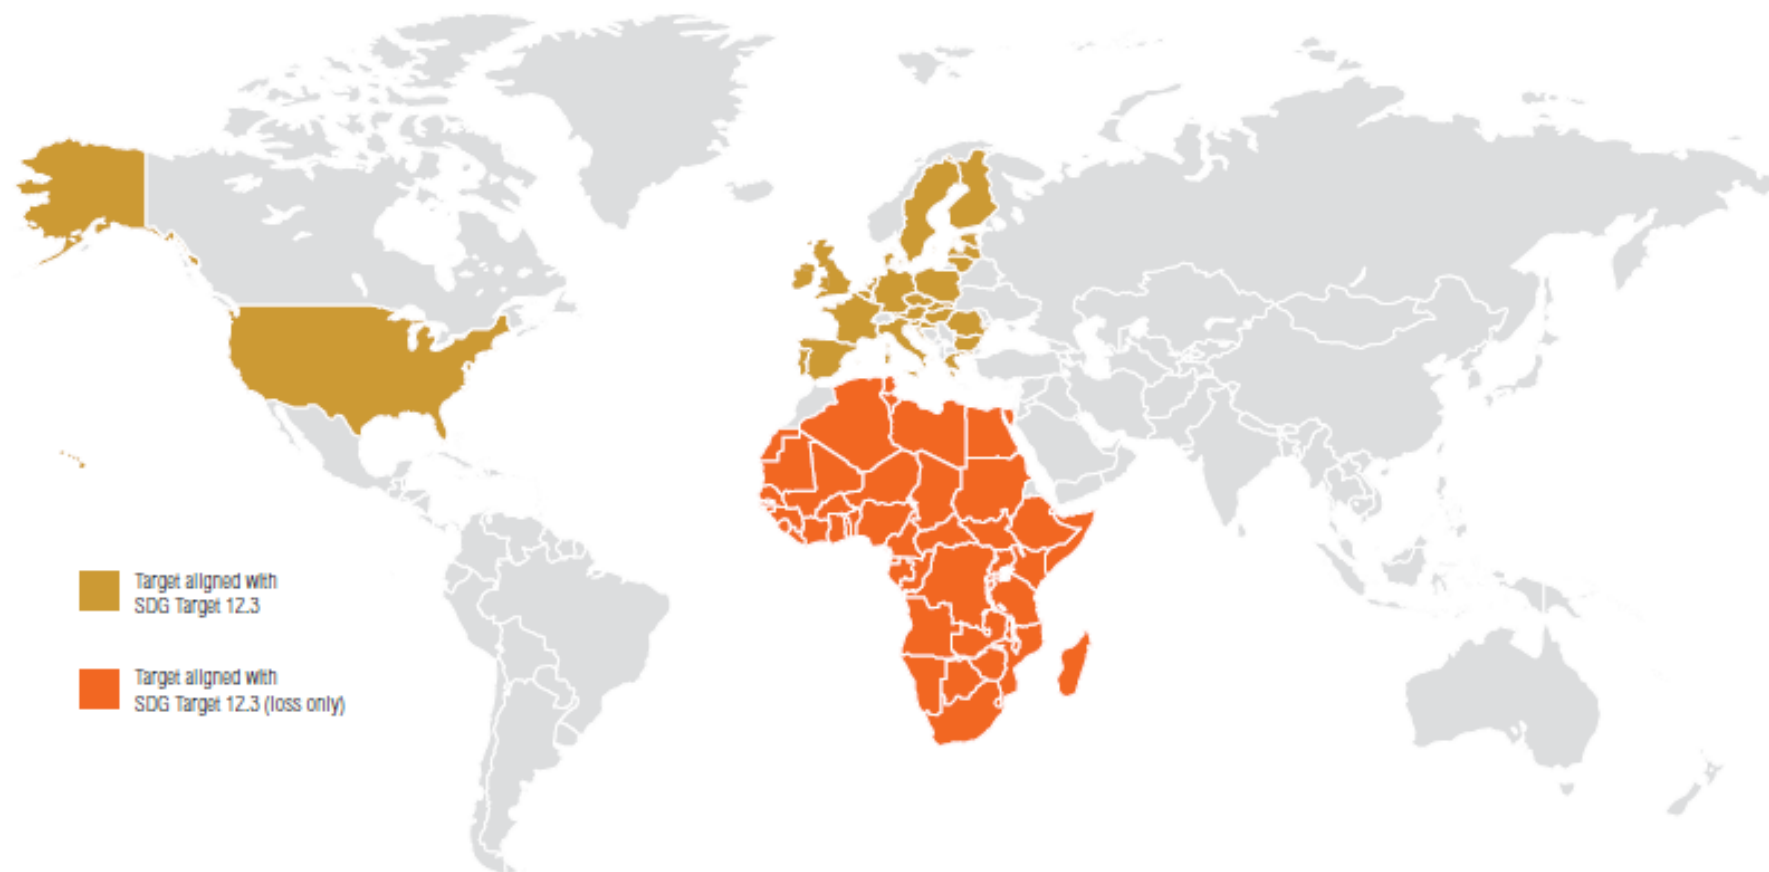 Target aligned with
SDG Target 12.3
Target aligned with
SDG Target 12.3 (loss only)